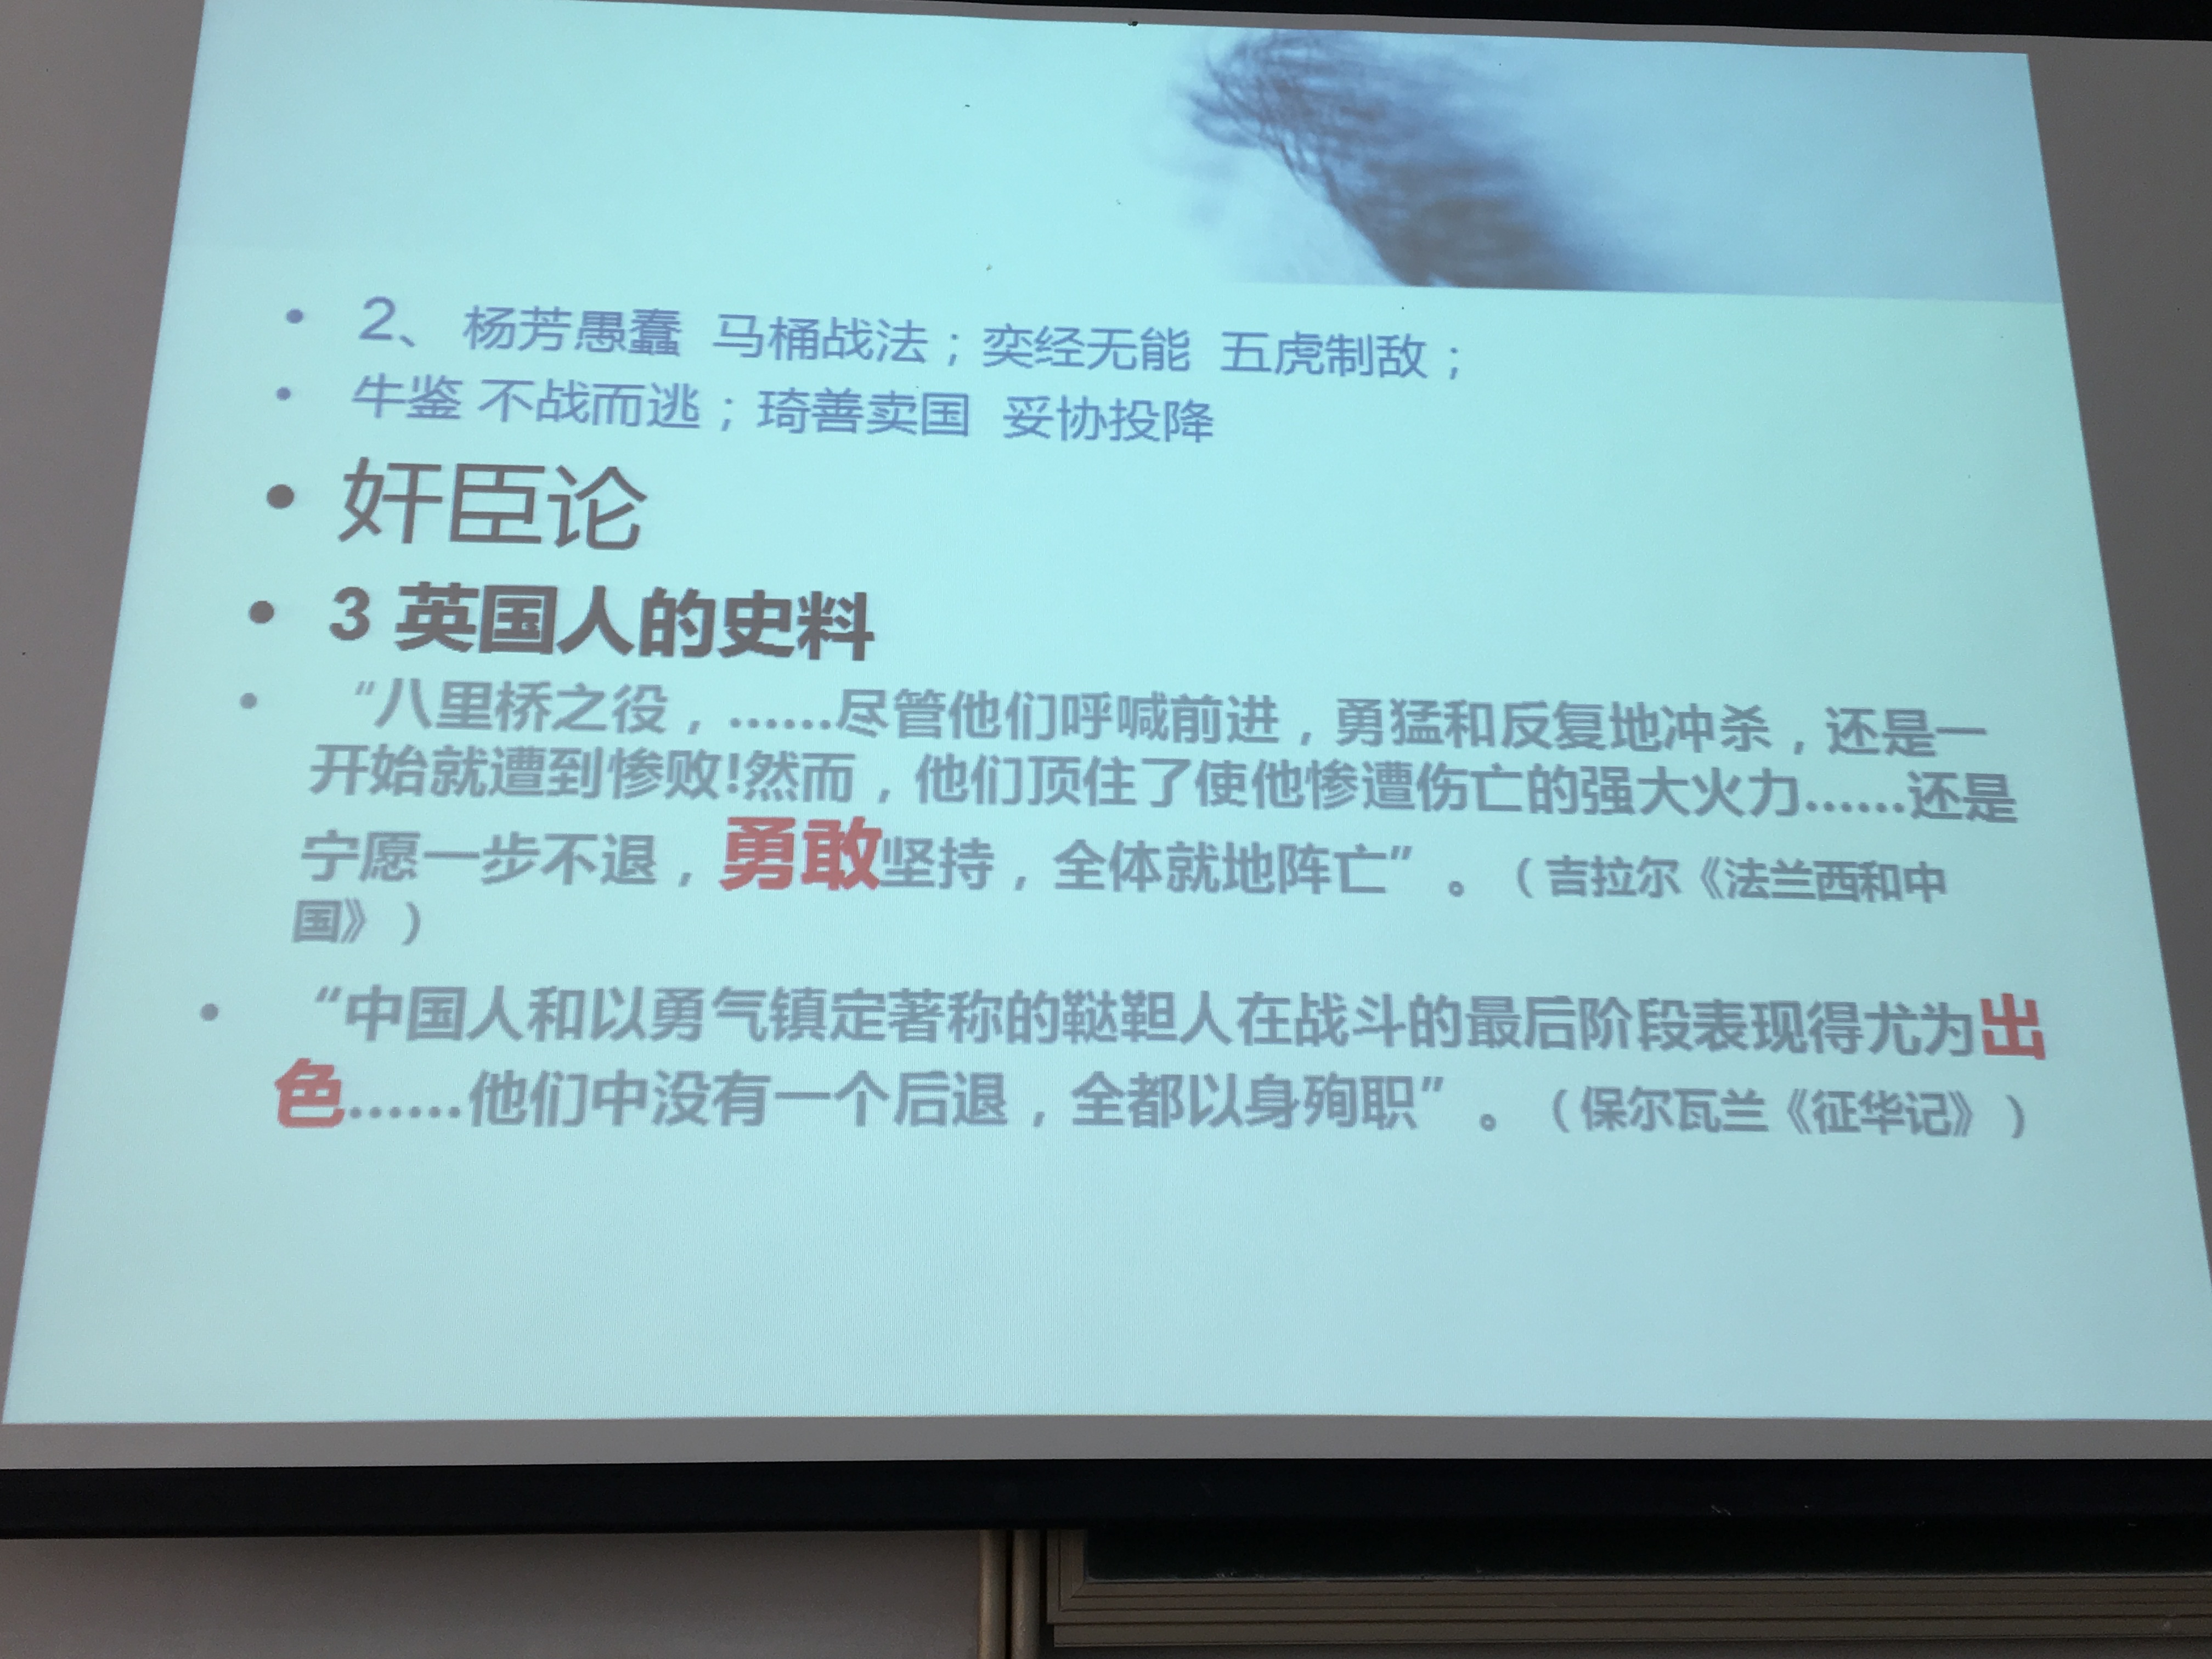 • 2、杨芳愚蠢 马桶战法；奕经无能 五虎制敌；
• 牛鉴 不战而逃；琦善卖国 妥协投降
• 奸臣论
• 3 英国人的史料
• “八里桥之役，……尽管他们呼喊前进，勇猛和反复地冲杀，还是一
开始就遭到惨败!然而，他们顶住了使他惨遭伤亡的强大火力……还是
宁愿一步不退，勇敢坚持，全体就地阵亡”。（吉拉尔《法兰西和中
国》）
• “中国人和以勇气镇定著称的鞑靼人在战斗的最后阶段表现得尤为出
色……他们中没有一个后退，全都以身殉职”。（保尔瓦兰《征华记》）